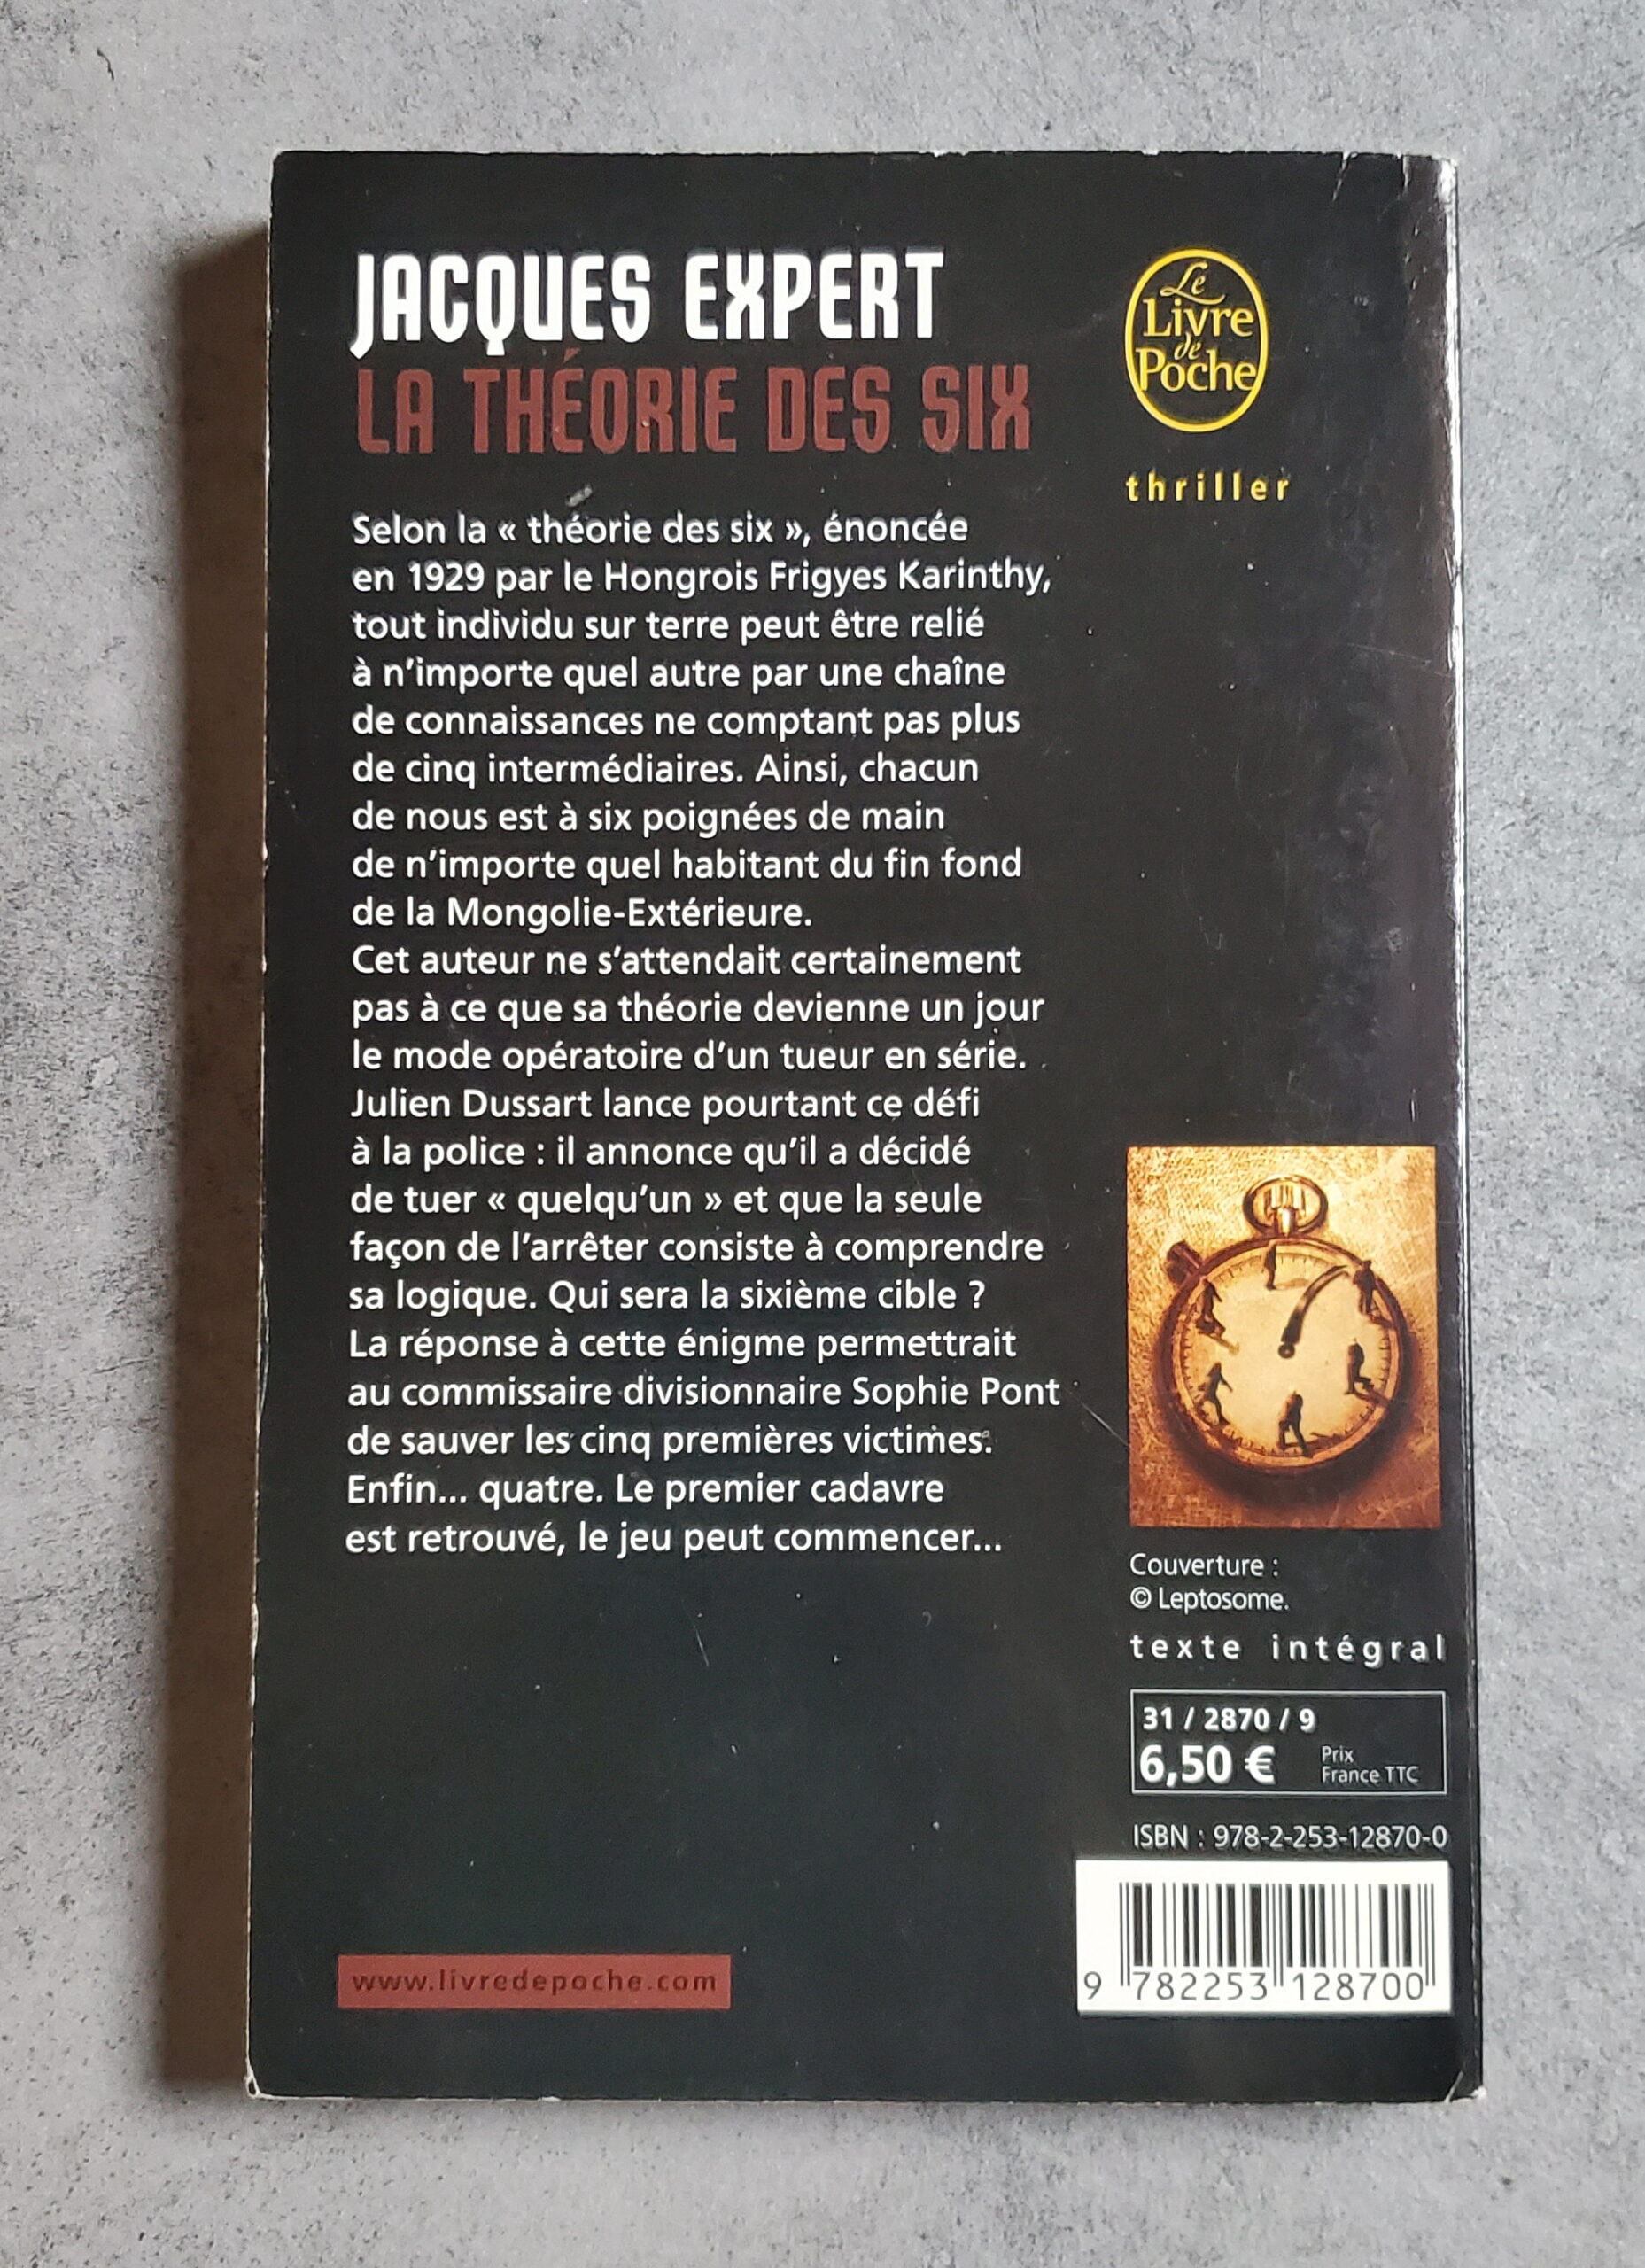 JACQUES EXPERT
LA THÉORIE DES SIX
Le
Livre
de
Poche
thriller
Selon la « théorie des six », énoncée
en 1929 par le Hongrois Frigyes Karinthy,
tout individu sur terre peut être relié
à n'importe quel autre par une chaîne
de connaissances ne comptant pas plus
de cinq intermédiaires. Ainsi, chacun
de nous est à six poignées de main
de n'importe quel habitant du fin fond
de la Mongolie-Extérieure.
Cet auteur ne s'attendait certainement
pas à ce que sa théorie devienne un jour
le mode opératoire d'un tueur en série.
Julien Dussart lance pourtant ce défi
à la police : il annonce qu'il a décidé
de tuer « quelqu'un » et que la seule
façon de l'arrêter consiste à comprendre
sa logique. Qui sera la sixième cible ?
La réponse à cette énigme permettrait
au commissaire divisionnaire Sophie Pont
de sauver les cinq premières victimes.
Enfin... quatre. Le premier cadavre
est retrouvé, le jeu peut commencer...
Couverture :
© Leptosome.
texte intégral
31 / 2870 / 9
6,50 € Prix
France TTC
ISBN : 978-2-253-12870-0
9 782253 128700
www.livredepoche.com